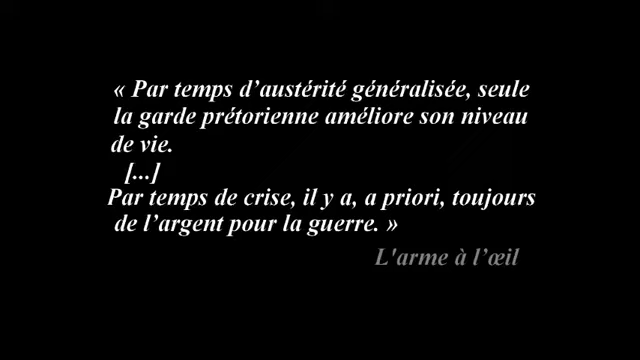 « Par temps d’austérité généralisée, seule
la garde prétorienne améliore son niveau
de vie.
[...]
Par temps de crise, il y a, a priori, toujours
de l’argent pour la guerre. »
L'arme à l’œil